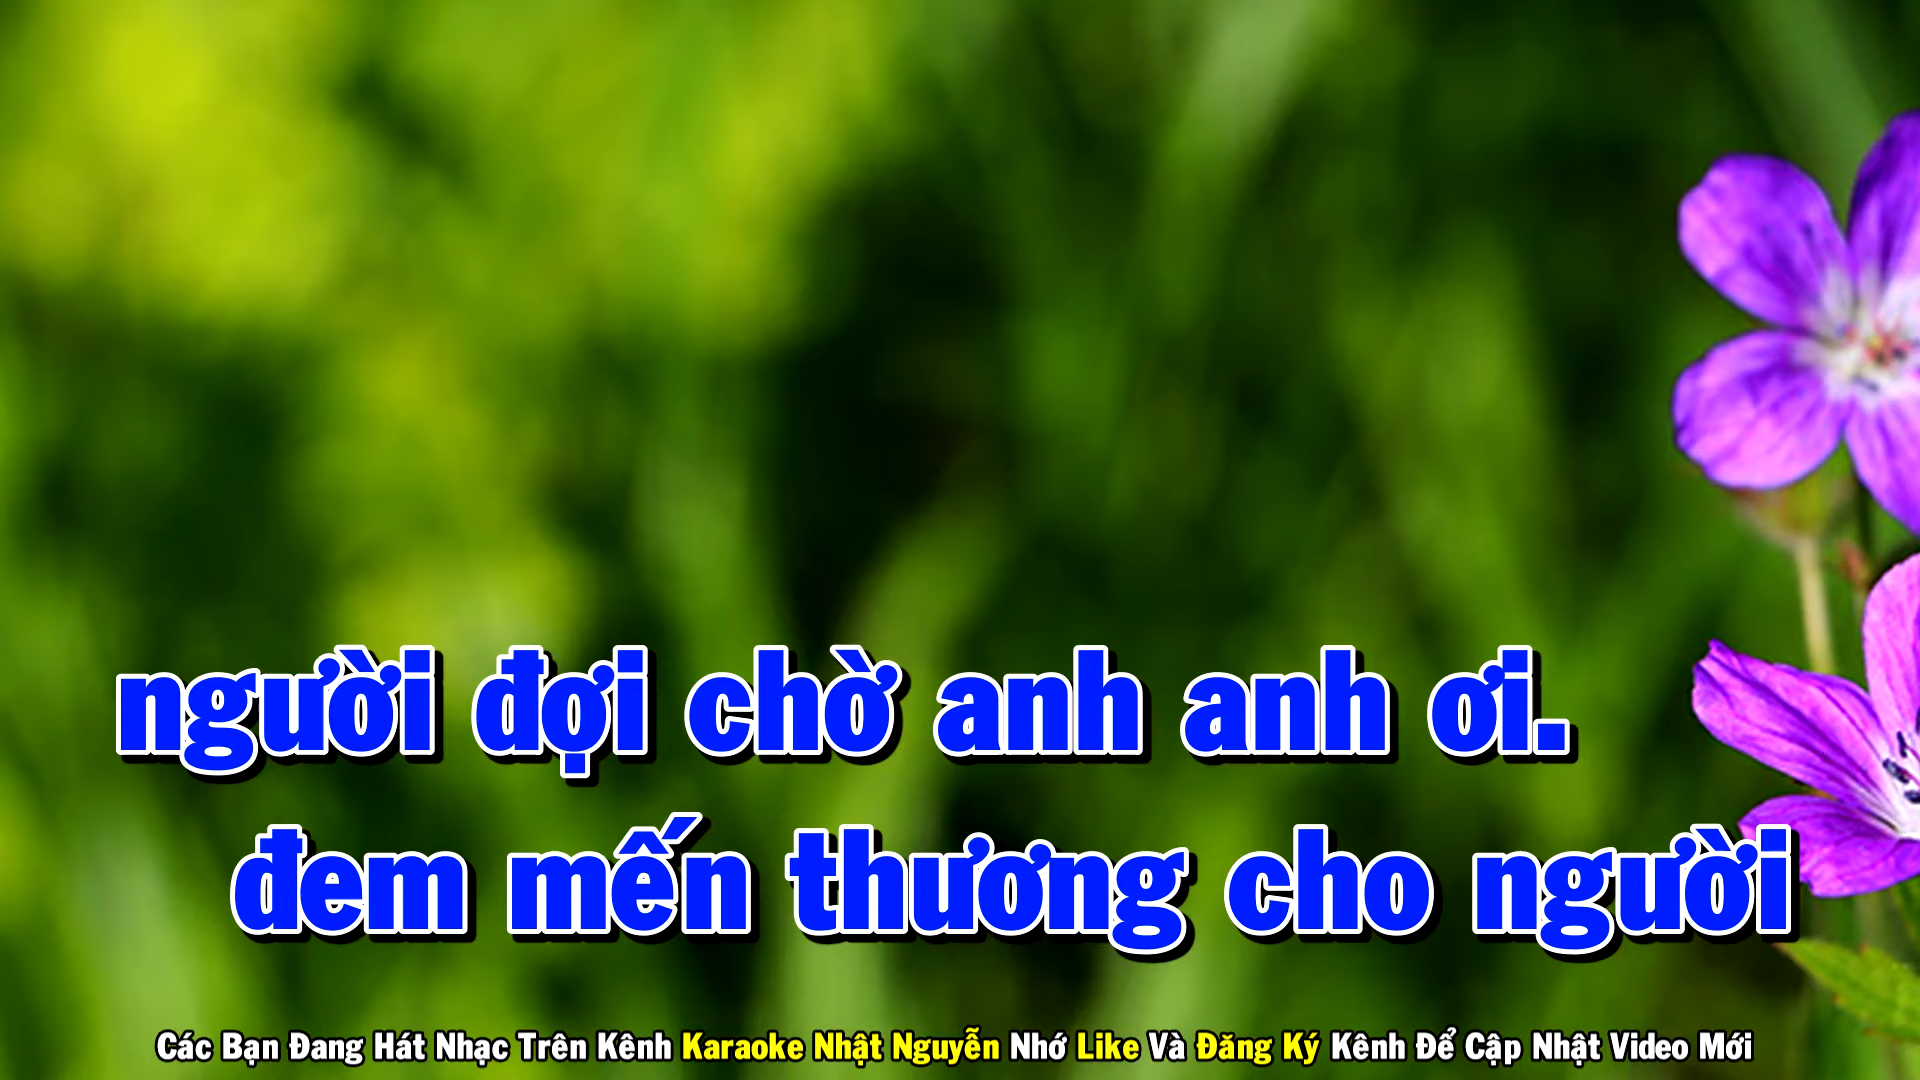 người đợi chờ anh anh ơi.
đem mến thương cho người
Các Bạn Đang Hát Nhạc Trên Kênh Karaoke Nhật Nguyễn Nhớ Like Và Đăng Ký Kênh Để Cập Nhật Video Mới